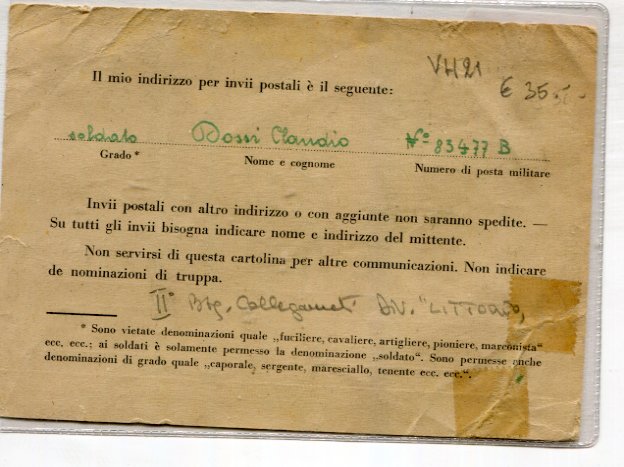 VH21
€ 35.-
Il mio indirizzo per invii postali è il seguente:
soldato Dossi Claudio N° 83477 B
Grado* Nome e cognome Numero di posta militare
Invii postali con altro indirizzo o con aggiunte non saranno spedite. —
Su tutti gli invii bisogna indicare nome e indirizzo del mittente.
Non servirsi di questa cartolina per altre communicazioni. Non indicare
de nominazioni di truppa.
II° Btg. Collegamet DIV. "LITTORIO,
* Sono vietate denominazioni quale „fuciliere, cavaliere, artigliere, pioniere, marconista"
ecc. ecc.; ai soldati è solamente permesso la denominazione „soldato". Sono permesse anche
denominazioni di grado quale „caporale, sergente, maresciallo, tenente ecc. ecc.".